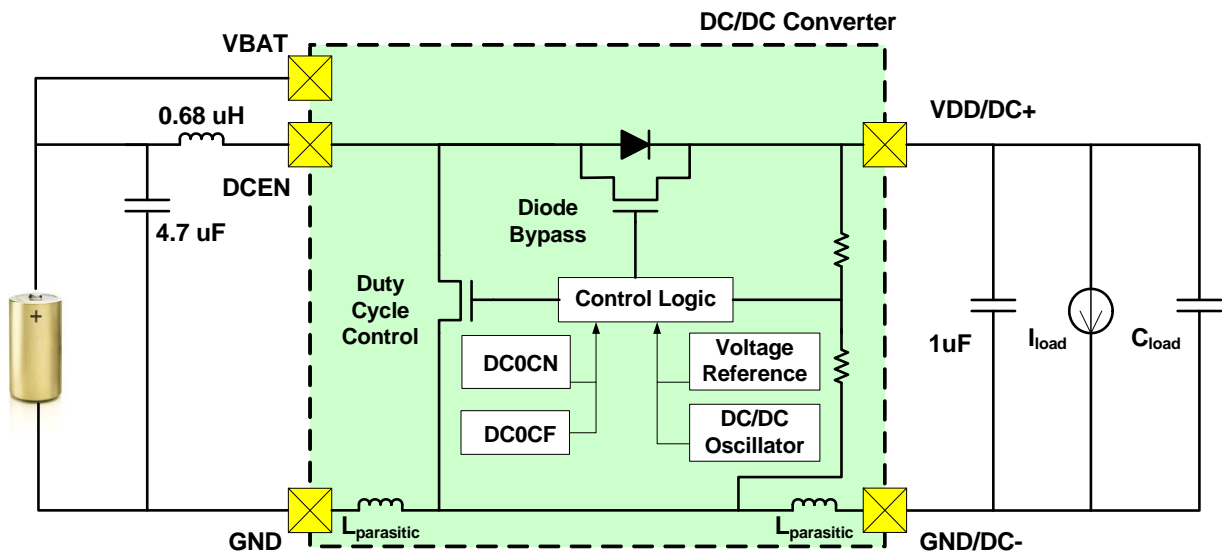 DC/DC Converter
VBAT
0.68 uH
VDD/DC+
DCEN
4.7 uF
Diode
Bypass
Duty
Cycle
Control
Control Logic
+
1uF
Iload
Cload
DC0CN
Voltage
Reference
DC0CF
DC/DC
Oscillator
Lparasitic
Lparasitic
GND
GND/DC-